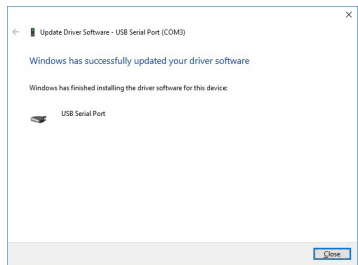 Update Driver Software - USB Serial Port (COM3)
Windows has successfully updated your driver software
Windows has finished installing the driver software for this device:
USB Serial Port
Close